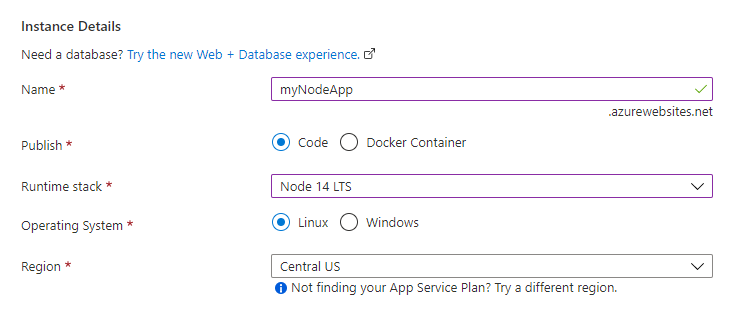 Instance Details
Need a database? Try the new Web + Database experience.
Name * myNodeApp
.azurewebsites.net
Publish * Code Docker Container
Runtime stack * Node 14 LTS
Operating System * Linux Windows
Region * Central US
Not finding your App Service Plan? Try a different region.